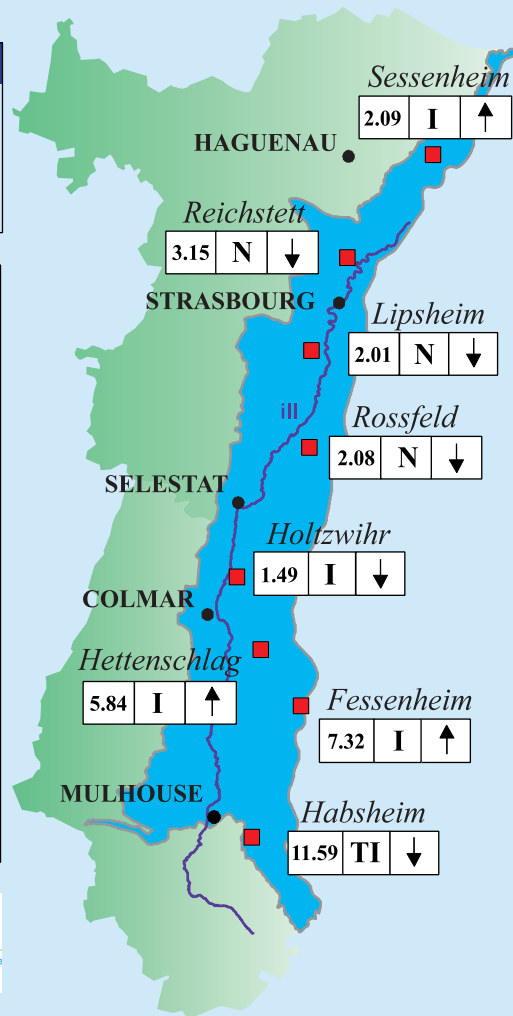 Sessenheim
2.09 I ↑
HAGUENAU
Reichstett
3.15 N ↓
STRASBOURG
Lipsheim
2.01 N ↓
ill
Rossfeld
2.08 N ↓
SELESTAT
Holtzwihr
1.49 I ↓
COLMAR
Hettenschlag
5.84 I ↑
Fessenheim
7.32 I ↑
MULHOUSE
Habsheim
11.59 TI ↓